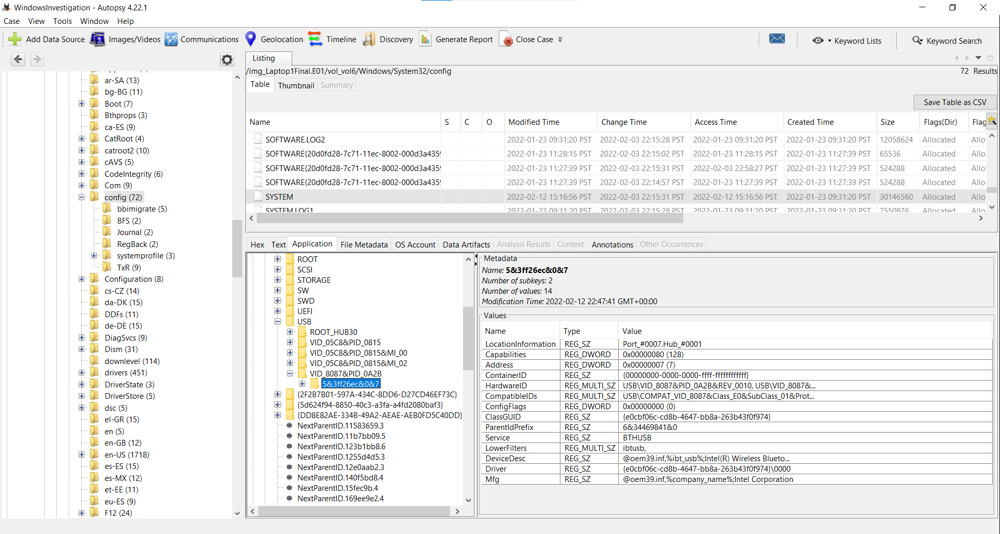 WindowsInvestigation - Autopsy 4.22.1
Case View Tools Window Help
Add Data Source Images/Videos Communications Geolocation Timeline Discovery Generate Report Close Case Keyword Lists Keyword Search
ar-SA (13)
bg-BG (11)
Boot (7)
Bthprops (3)
ca-ES (9)
CatRoot (4)
catroot2 (10)
cAVS (5)
CodeIntegrity (6)
Com (9)
config (72)
bbimigrate (5)
BFS (2)
Journal (2)
RegBack (2)
systemprofile (3)
TxR (9)
Configuration (8)
cs-CZ (14)
da-DK (15)
DDFs (11)
de-DE (15)
DiagSvcs (9)
Dism (31)
downlevel (114)
drivers (451)
DriverState (3)
DriverStore (5)
dsc (5)
el-GR (15)
en (5)
en-GB (12)
en-US (1718)
es-ES (15)
es-MX (12)
et-EE (11)
eu-ES (9)
F12 (24)
Listing
/img_Laptop1Final.E01/vol_vol6/Windows/System32/config 72 Results
Table Thumbnail Summary
Save Table as CSV
Name S C O Modified Time Change Time Access Time Created Time Size Flags(Dir) Flag
SOFTWARE.LOG2 2022-01-23 09:31:20 PST 2022-02-03 22:15:28 PST 2022-01-23 09:31:20 PST 2022-01-23 09:31:20 PST 12058624 Allocated Allo
SOFTWARE{20d0fd28-7c71-11ec-8002-000d3a4359 2022-01-23 11:28:15 PST 2022-02-03 22:15:02 PST 2022-01-23 11:28:15 PST 2022-01-23 11:27:39 PST 65536 Allocated Allo
SOFTWARE{20d0fd28-7c71-11ec-8002-000d3a4359 2022-01-23 11:27:39 PST 2022-02-03 22:15:31 PST 2022-02-03 22:58:27 PST 2022-01-23 11:27:39 PST 524288 Allocated Allo
SOFTWARE{20d0fd28-7c71-11ec-8002-000d3a4359 2022-01-23 11:27:39 PST 2022-02-03 22:14:57 PST 2022-01-23 11:27:39 PST 2022-01-23 11:27:39 PST 524288 Allocated Allo
SYSTEM 2022-02-12 15:16:56 PST 2022-02-03 22:15:31 PST 2022-02-12 15:16:56 PST 2022-01-23 09:31:20 PST 30146560 Allocated Allo
SYSTEM.LOG1 2022-01-23 09:31:20 PST 2022-02-03 22:15:28 PST 2022-01-23 09:31:20 PST 2022-01-23 09:31:20 PST 7550976 Allocated Allo
Hex Text Application File Metadata OS Account Data Artifacts Analysis Results Context Annotations Other Occurrences
ROOT
SCSI
STORAGE
SW
SWD
UEFI
USB
ROOT_HUB30
VID_05C8&PID_0815
VID_05C8&PID_0815&MI_00
VID_05C8&PID_0815&MI_02
VID_8087&PID_0A2B
5&3ff26ec&0&7
{2F2B7B01-597A-434C-8DD6-D27CD46EF73C}
{5d624f94-8850-40c3-a3fa-a4fd2080baf3}
{DD8E82AE-334B-49A2-AEAE-AEB0FD5C40DD}
NextParentID.11583659.3
NextParentID.11b7bb09.5
NextParentID.123b1bb8.6
NextParentID.1255d4d5.3
NextParentID.12e0aab2.3
NextParentID.140f5bd8.4
NextParentID.15fec9b.4
NextParentID.169ee9e2.4
Metadata
Name: 5&3ff26ec&0&7
Number of subkeys: 2
Number of values: 14
Modification Time: 2022-02-12 22:47:41 GMT+00:00
Values
Name Type Value
LocationInformation REG_SZ Port_#0007.Hub_#0001
Capabilities REG_DWORD 0x00000080 (128)
Address REG_DWORD 0x00000007 (7)
ContainerID REG_SZ {00000000-0000-0000-ffff-ffffffffffff}
HardwareID REG_MULTI_SZ USB\VID_8087&PID_0A2B&REV_0010, USB\VID_8087&...
CompatibleIDs REG_MULTI_SZ USB\COMPAT_VID_8087&Class_E0&SubClass_01&Prot...
ConfigFlags REG_DWORD 0x00000000 (0)
ClassGUID REG_SZ {e0cbf06c-cd8b-4647-bb8a-263b43f0f974}
ParentIdPrefix REG_SZ 6&34469841&0
Service REG_SZ BTHUSB
LowerFilters REG_MULTI_SZ ibtusb,
DeviceDesc REG_SZ @oem39.inf,%ibt_usb%;Intel(R) Wireless Blueto...
Driver REG_SZ {e0cbf06c-cd8b-4647-bb8a-263b43f0f974}\0000
Mfg REG_SZ @oem39.inf,%company_name%;Intel Corporation